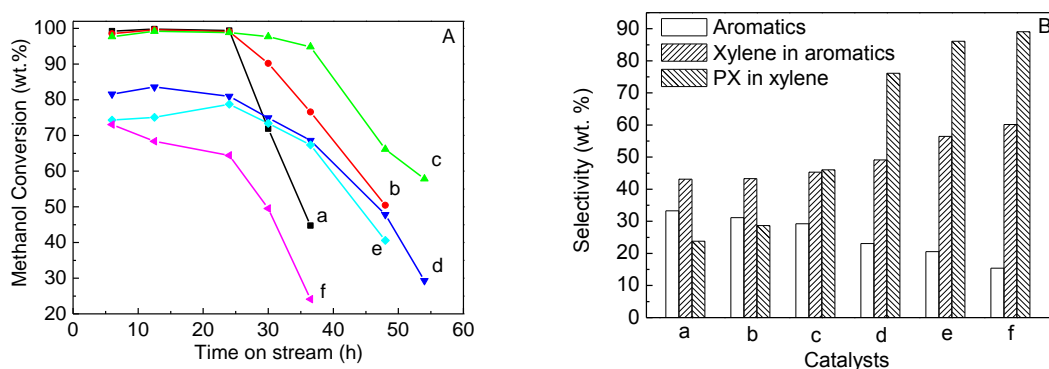 A
Methanol Conversion (wt.%)
100
90
80
70
60
50
40
30
20
0
10
20
30
40
50
60
Time on stream (h)
a
b
c
d
e
f
B
Aromatics
Xylene in aromatics
PX in xylene
Selectivity (wt. %)
90
80
70
60
50
40
30
20
10
0
a
b
c
d
e
f
Catalysts